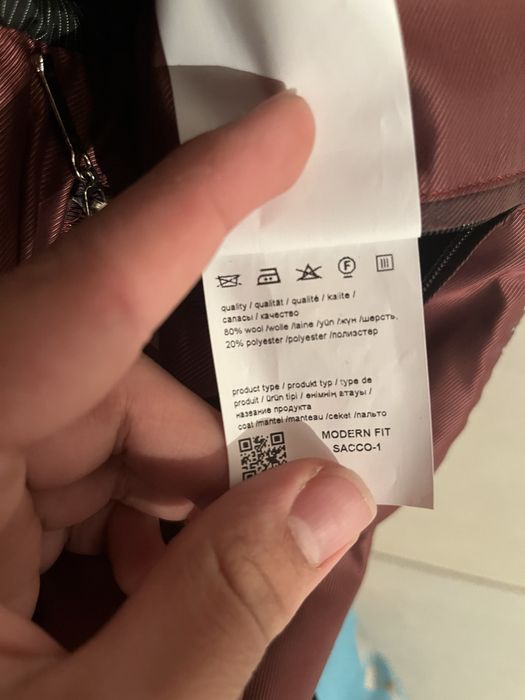 quality / qualität / qualité / kalite /
сапасы / качество
80% wool /wolle /laine /yün /жүн /шерсть.
20% polyester /polyester /полиэстер
product type / produkt typ / type de
produit / ürün tipi / өнімнің атауы /
название продукта
coat /mantel /manteau /ceket /пальто
MODERN FIT
SACCO-1